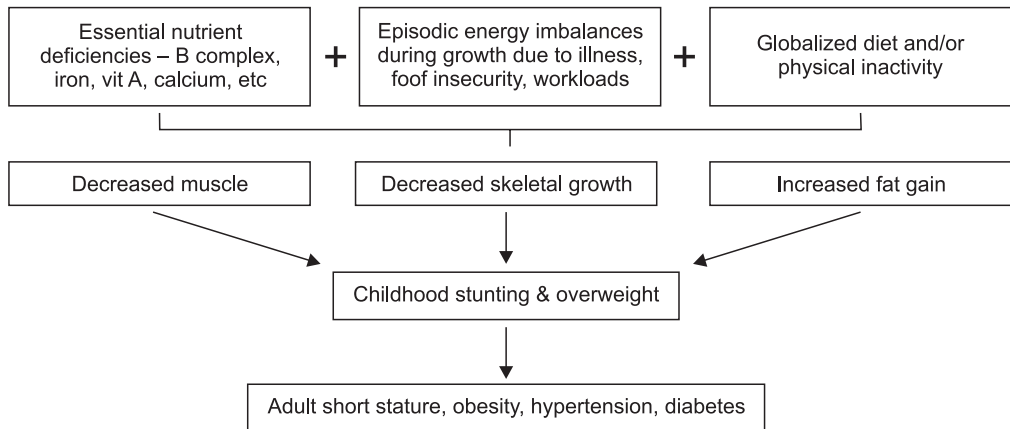 Essential nutrient
deficiencies – B complex,
iron, vit A, calcium, etc
+
Episodic energy imbalances
during growth due to illness,
foof insecurity, workloads
+
Globalized diet and/or
physical inactivity
Decreased muscle
Decreased skeletal growth
Increased fat gain
Childhood stunting & overweight
Adult short stature, obesity, hypertension, diabetes